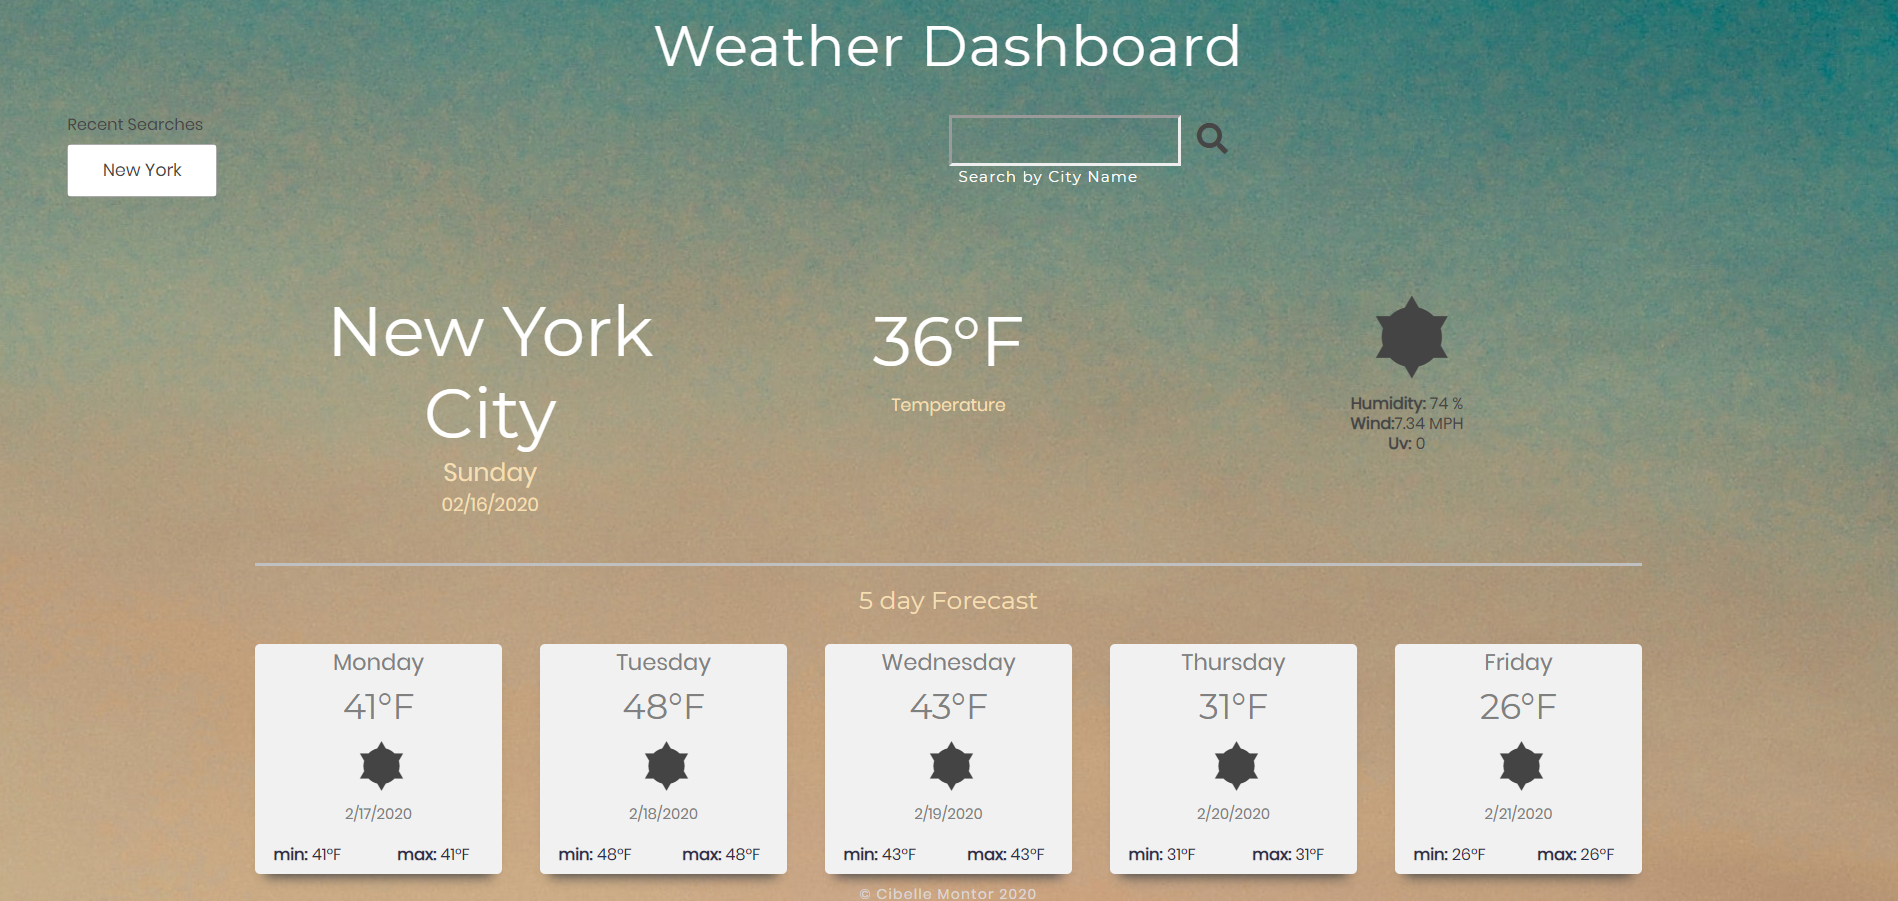 Weather Dashboard
Recent Searches
New York
Search by City Name
New York
City
Sunday
02/16/2020
36°F
Temperature
Humidity: 74 %
Wind:7.34 MPH
Uv: 0
5 day Forecast
Monday
41°F
2/17/2020
min: 41°F max: 41°F
Tuesday
48°F
2/18/2020
min: 48°F max: 48°F
Wednesday
43°F
2/19/2020
min: 43°F max: 43°F
Thursday
31°F
2/20/2020
min: 31°F max: 31°F
Friday
26°F
2/21/2020
min: 26°F max: 26°F
© Cibelle Montor 2020